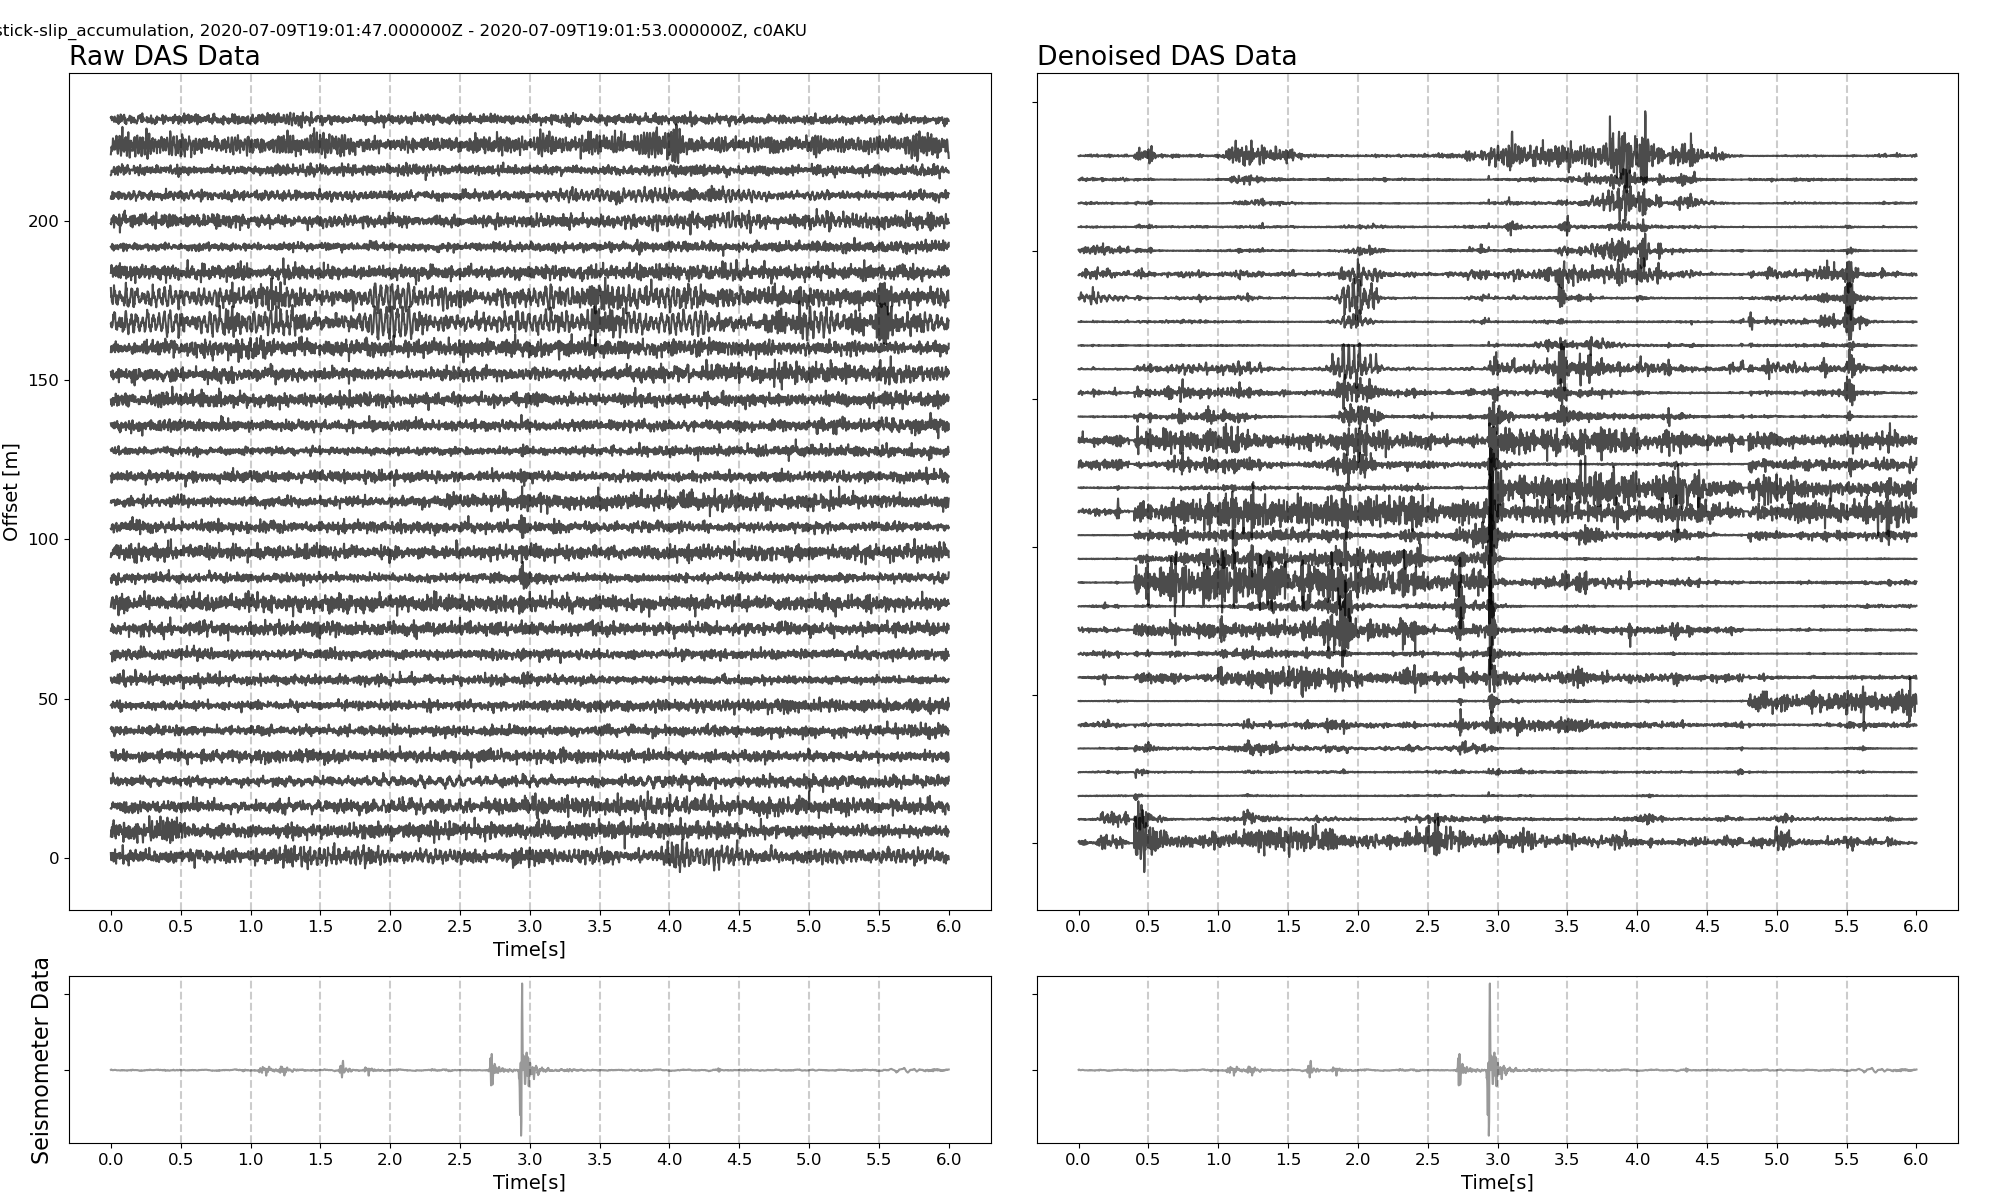 stick-slip_accumulation, 2020-07-09T19:01:47.000000Z - 2020-07-09T19:01:53.000000Z, c0AKU
Raw DAS Data
Offset [m]
200
150
100
50
0
0.0 0.5 1.0 1.5 2.0 2.5 3.0 3.5 4.0 4.5 5.0 5.5 6.0
Time[s]
Denoised DAS Data
0.0 0.5 1.0 1.5 2.0 2.5 3.0 3.5 4.0 4.5 5.0 5.5 6.0
Seismometer Data
0.0 0.5 1.0 1.5 2.0 2.5 3.0 3.5 4.0 4.5 5.0 5.5 6.0
Time[s]
0.0 0.5 1.0 1.5 2.0 2.5 3.0 3.5 4.0 4.5 5.0 5.5 6.0
Time[s]